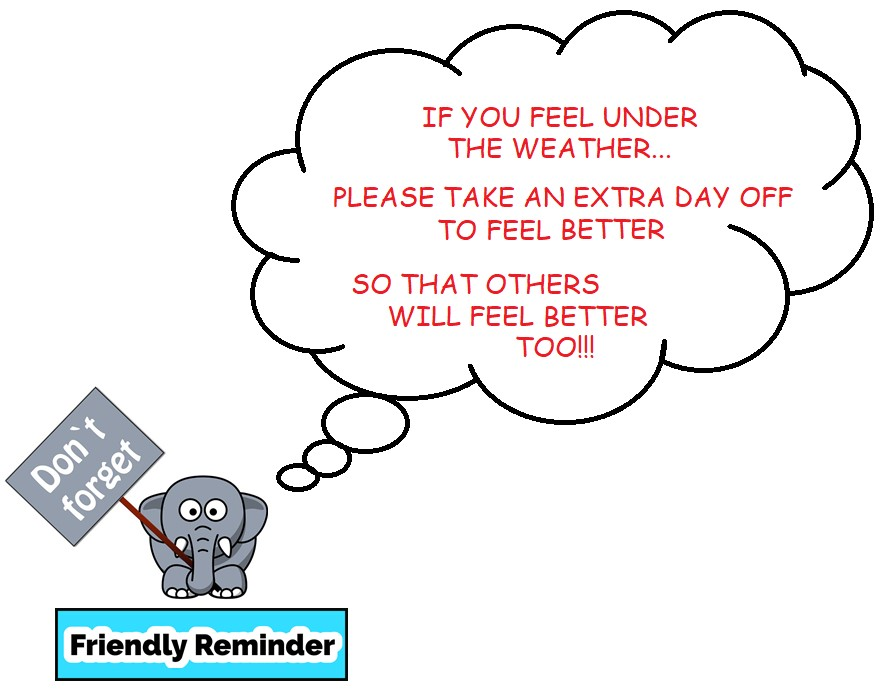 IF YOU FEEL UNDER
THE WEATHER...
PLEASE TAKE AN EXTRA DAY OFF
TO FEEL BETTER
SO THAT OTHERS
WILL FEEL BETTER
TOO!!!
Don`t
forget
Friendly Reminder